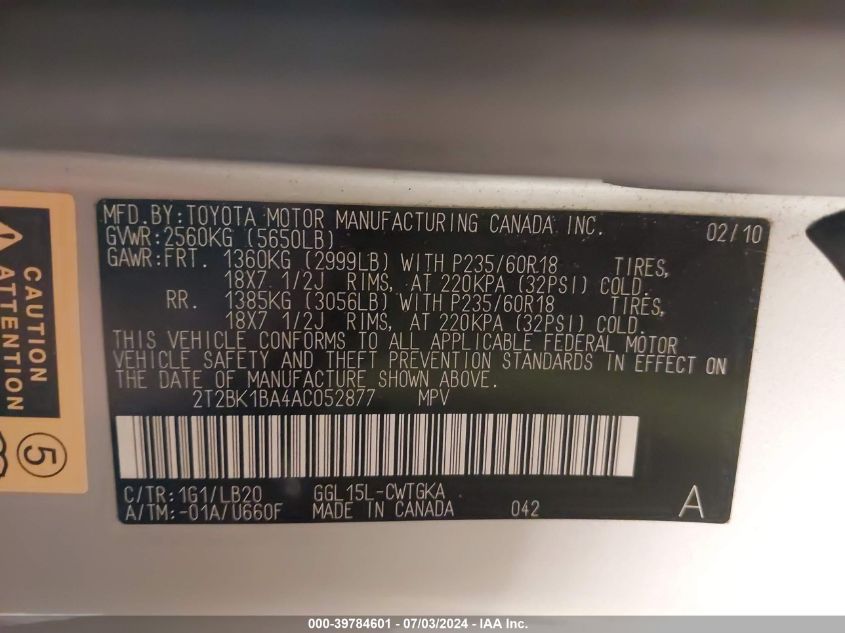 MFD.BY:TOYOTA MOTOR MANUFACTURING CANADA INC. 02/10
GVWR:2560KG (5650LB)
GAWR:FRT. 1360KG (2999LB) WITH P235/60R18 TIRES,
18X7 1/2J RIMS, AT 220KPA (32PSI) COLD.
RR. 1385KG (3056LB) WITH P235/60R18 TIRES,
18X7 1/2J RIMS, AT 220KPA (32PSI) COLD.
THIS VEHICLE CONFORMS TO ALL APPLICABLE FEDERAL MOTOR
VEHICLE SAFETY AND THEFT PREVENTION STANDARDS IN EFFECT ON
THE DATE OF MANUFACTURE SHOWN ABOVE.
2T2BK1BA4AC052877 MPV
C/TR:1G1/LB20 GGL15L-CWTGKA
A/TM:-01A/U660F MADE IN CANADA 042 A
CAUTION
ATTENTION
5
000-39784601 - 07/03/2024 - IAA Inc.